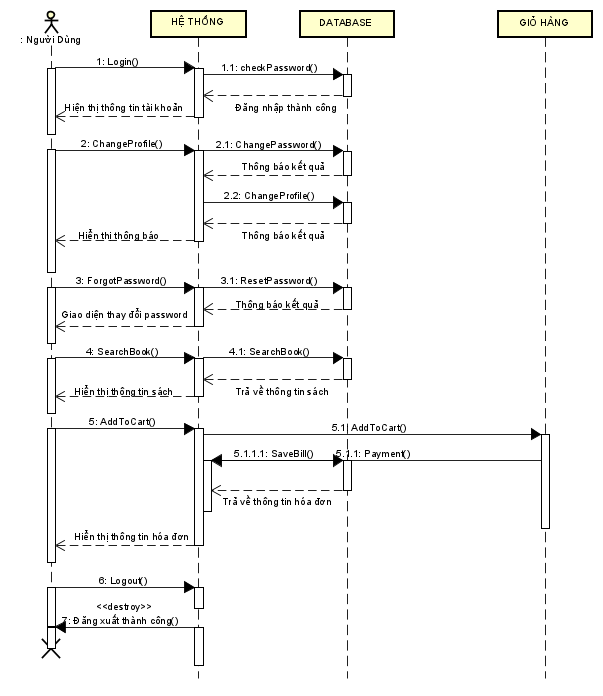 HỆ THỐNG
DATABASE
GIỎ HÀNG
: Người Dùng
1: Login()
1.1: checkPassword()
Hiện thị thông tin tài khoản
Đăng nhập thành công
2: ChangeProfile()
2.1: ChangePassword()
Thông báo kết quả
2.2: ChangeProfile()
Hiển thị thông báo
Thông báo kết quả
3: ForgotPassword()
3.1: ResetPassword()
Thông báo kết quả
Giao diện thay đổi password
4: SearchBook()
4.1: SearchBook()
Hiển thị thông tin sách
Trả về thông tin sách
5: AddToCart()
5.1: AddToCart()
5.1.1.1: SaveBill()
5.1.1: Payment()
Trả về thông tin hóa đơn
Hiển thị thông tin hóa đơn
6: Logout()
<<destroy>>
7: Đăng xuất thành công()